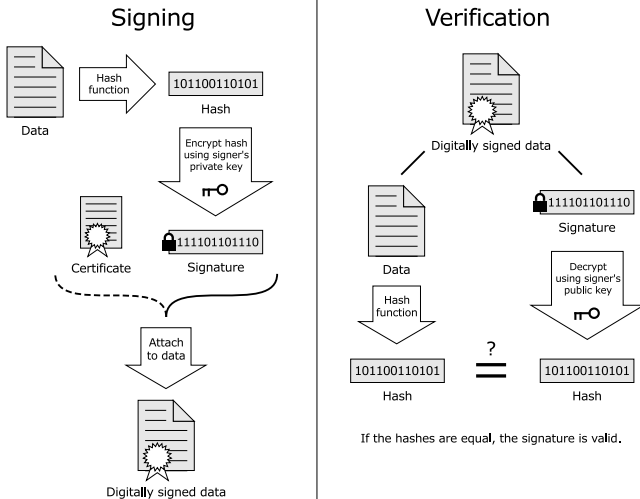 Signing
Hash
function
101100110101
Data
Hash
Encrypt hash
using signer's
private key
111101101110
Certificate
Signature
Attach
to data
Digitally signed data
Verification
Digitally signed data
111101101110
Signature
Data
Hash
function
Decrypt
using signer's
public key
?
=
101100110101
101100110101
Hash
Hash
If the hashes are equal, the signature is valid.